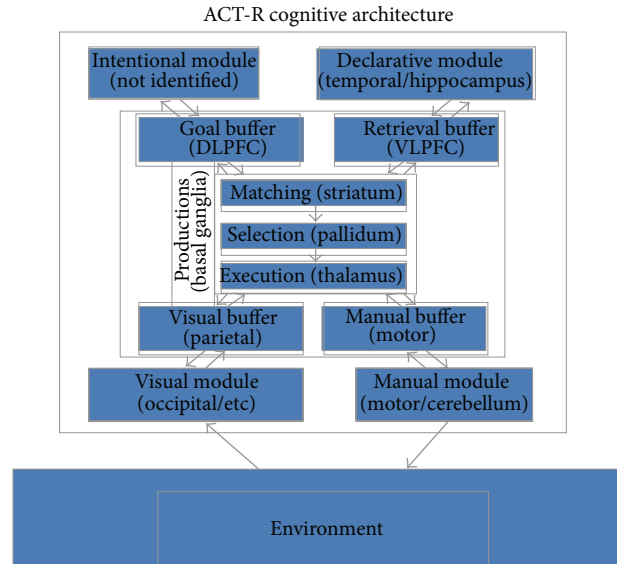 ACT-R cognitive architecture
Intentional module
(not identified)
Declarative module
(temporal/hippocampus)
Goal buffer
(DLPFC)
Retrieval buffer
(VLPFC)
Productions
(basal ganglia)
Matching (striatum)
Selection (pallidum)
Execution (thalamus)
Visual buffer
(parietal)
Manual buffer
(motor)
Visual module
(occipital/etc)
Manual module
(motor/cerebellum)
Environment